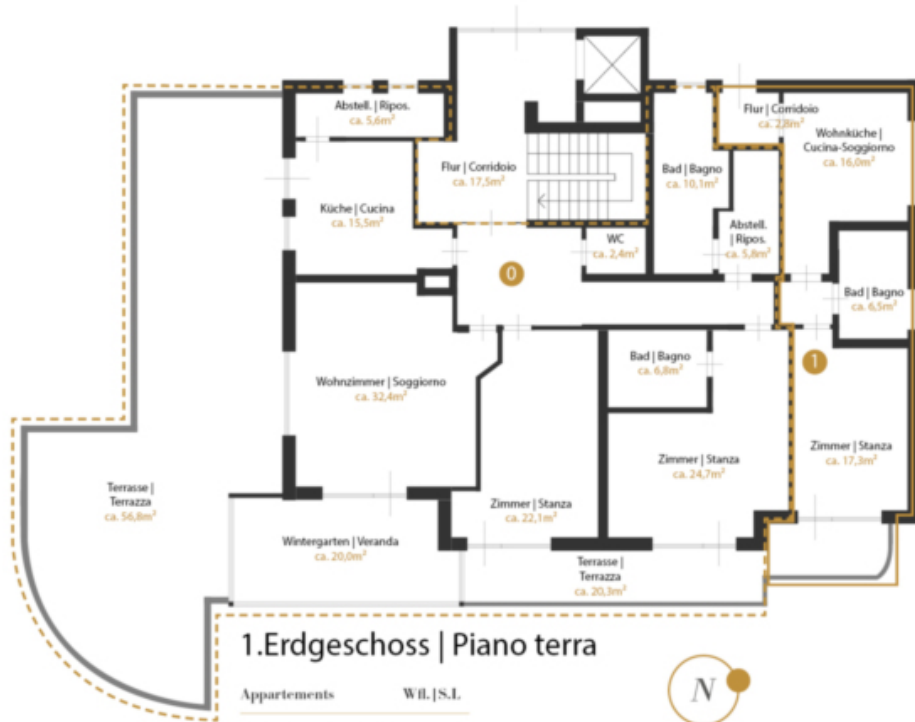 Abstell. | Ripos.
ca. 5,6m²
Flur | Corridoio
ca. 2,8m²
Wohnküche |
Cucina-Soggiorno
ca. 16,0m²
Flur | Corridoio
ca. 17,5m²
Bad | Bagno
ca. 10,1m²
Küche | Cucina
ca. 15,5m²
WC
ca. 2,4m²
Abstell.
| Ripos.
ca. 5,8m²
0
Bad | Bagno
ca. 6,5m²
Bad | Bagno
ca. 6,8m²
1
Wohnzimmer | Soggiorno
ca. 32,4m²
Zimmer | Stanza
ca. 17,3m²
Zimmer | Stanza
ca. 24,7m²
Terrasse |
Terrazza
ca. 56,8m²
Zimmer | Stanza
ca. 22,1m²
Wintergarten | Veranda
ca. 20,0m²
Terrasse |
Terrazza
ca. 20,3m²
1.Erdgeschoss | Piano terra
Appartements Wfl.|S.L
N